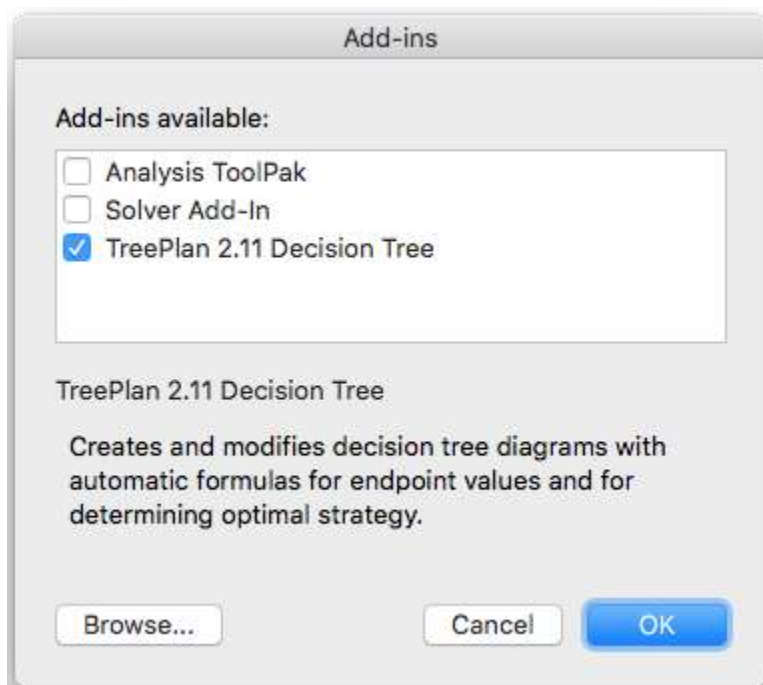 Add-ins
Add-ins available:
Analysis ToolPak
Solver Add-In
TreePlan 2.11 Decision Tree
TreePlan 2.11 Decision Tree
Creates and modifies decision tree diagrams with
automatic formulas for endpoint values and for
determining optimal strategy.
Browse...
Cancel
OK